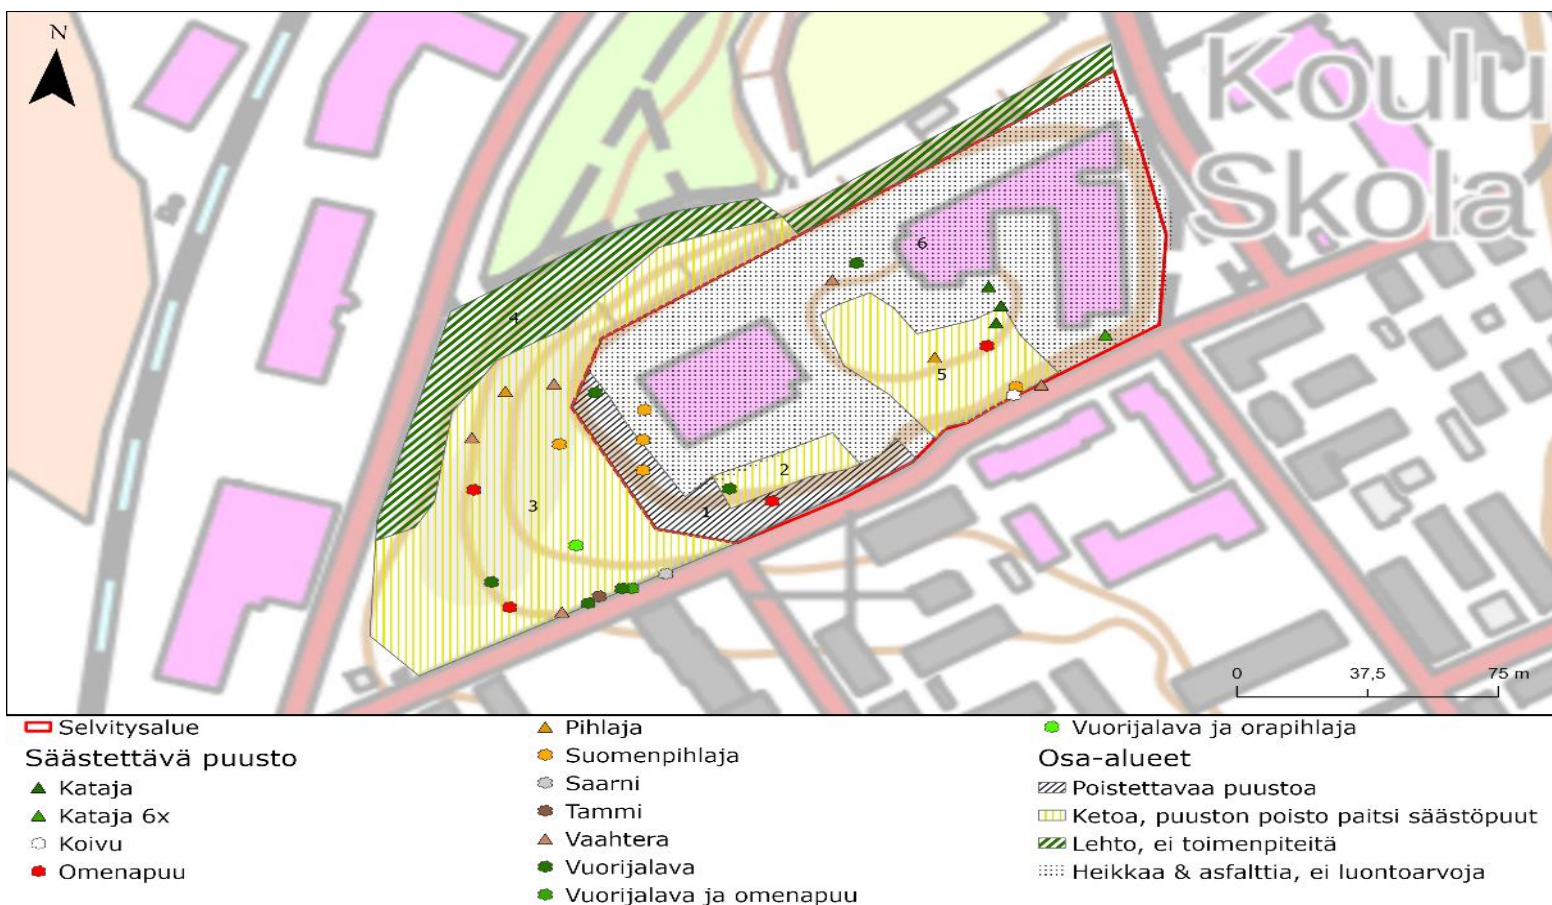 N
Koulu
Skola
6
4
5
2
3
1
0 37,5 75 m
Selvitysalue
Säästettävä puusto
Kataja
Kataja 6x
Koivu
Omenapuu
Pihlaja
Suomenpihlaja
Saarni
Tammi
Vaahtera
Vuorijalava
Vuorijalava ja omenapuu
Vuorijalava ja orapihlaja
Osa-alueet
Poistettavaa puustoa
Ketoa, puuston poisto paitsi säästöpuut
Lehto, ei toimenpiteitä
Heikkaa & asfalttia, ei luontoarvoja